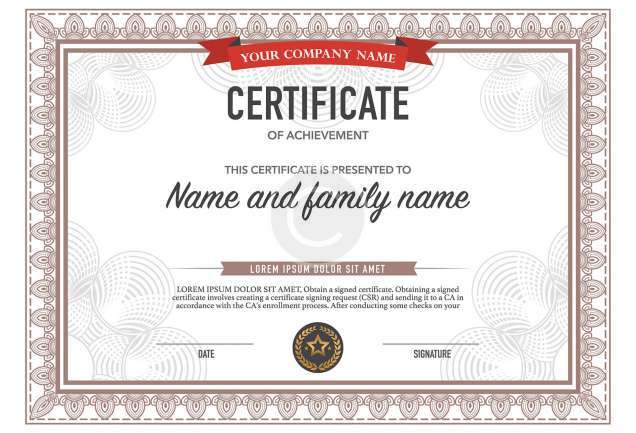 YOUR COMPANY NAME
CERTIFICATE
OF ACHIEVEMENT
THIS CERTIFICATE IS PRESENTED TO
Name and family name
LOREM IPSUM DOLOR SIT AMET
LOREM IPSUM DOLOR SIT AMET, Obtain a signed certificate. Obtaining a signed
certificate involves creating a certificate signing request (CSR) and sending it to a CA in
accordance with the CA's enrollment process. After conducting some checks on your
DATE
SIGNATURE